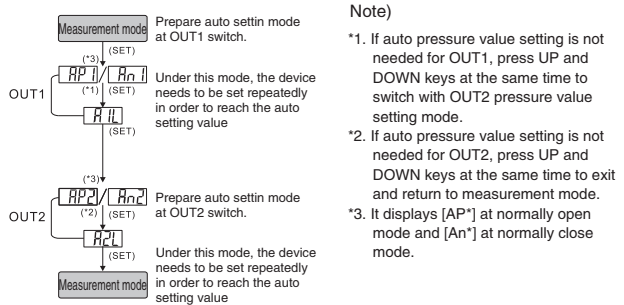 Measurement mode
Prepare auto settin mode
at OUT1 switch.
(SET)
(*3)
AP1 / An1
OUT1
(*1) (SET)
Under this mode, the device
needs to be set repeatedly
in order to reach the auto
setting value
A1L
(SET)
(*3)
AP2 / An2
OUT2
(*2) (SET)
Prepare auto settin mode
at OUT2 switch.
A2L
(SET)
Under this mode, the device
needs to be set repeatedly
in order to reach the auto
setting value
Measurement mode
Note)
*1. If auto pressure value setting is not
needed for OUT1, press UP and
DOWN keys at the same time to
switch with OUT2 pressure value
setting mode.
*2. If auto pressure value setting is not
needed for OUT2, press UP and
DOWN keys at the same time to exit
and return to measurement mode.
*3. It displays [AP*] at normally open
mode and [An*] at normally close
mode.